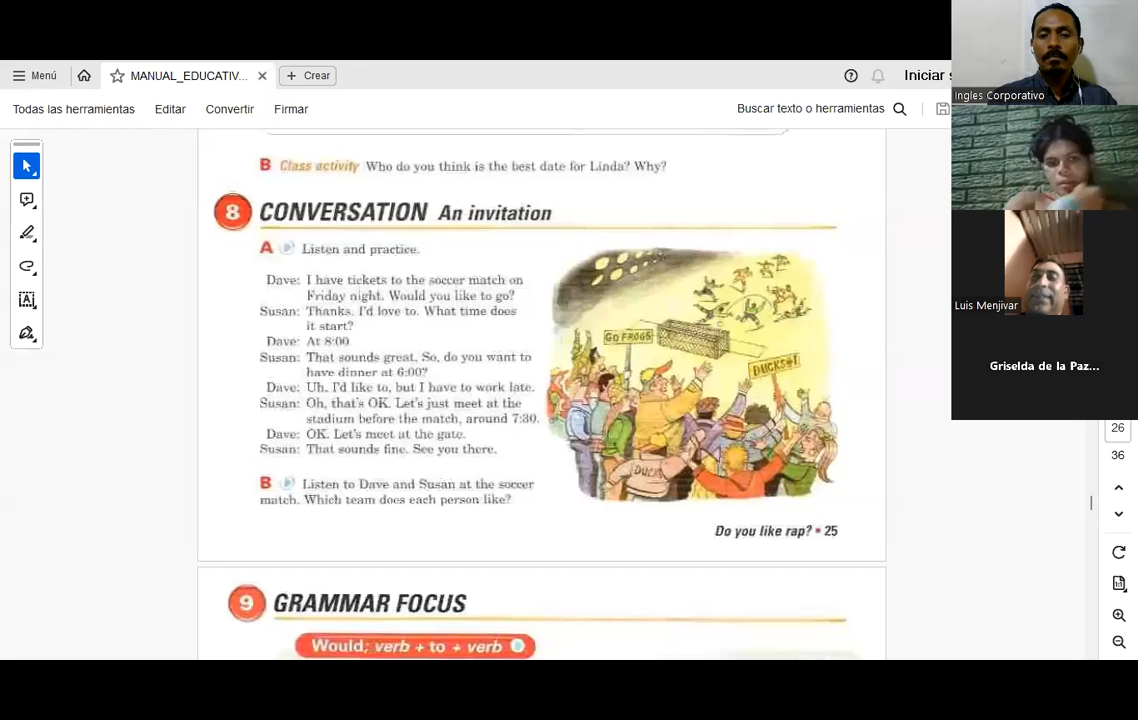 Menú
MANUAL_EDUCATIV...
Crear
Iniciar s
Todas las herramientas
Editar
Convertir
Firmar
Buscar texto o herramientas
B Class activity Who do you think is the best date for Linda? Why?
8 CONVERSATION An invitation
A Listen and practice.
Dave: I have tickets to the soccer match on
Friday night. Would you like to go?
Susan: Thanks. I'd love to. What time does
it start?
Dave: At 8:00.
Susan: That sounds great. So, do you want to
have dinner at 6:00?
Dave: Uh, I'd like to, but I have to work late.
Susan: Oh, that's OK. Let's just meet at the
stadium before the match, around 7:30.
Dave: OK. Let's meet at the gate.
Susan: That sounds fine. See you there.
B Listen to Dave and Susan at the soccer
match. Which team does each person like?
GO FROGS
DUCKS #1
DUCKS
Do you like rap? • 25
9 GRAMMAR FOCUS
Would; verb + to + verb
Ingles Corporativo
Luis Menjivar
Griselda de la Paz...
26
36